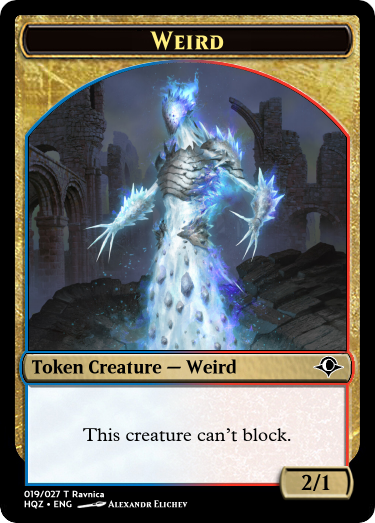 Weird
Token Creature — Weird
This creature can't block.
2/1
019/027 T Ravnica
HQZ • ENG Alexandr Elichev